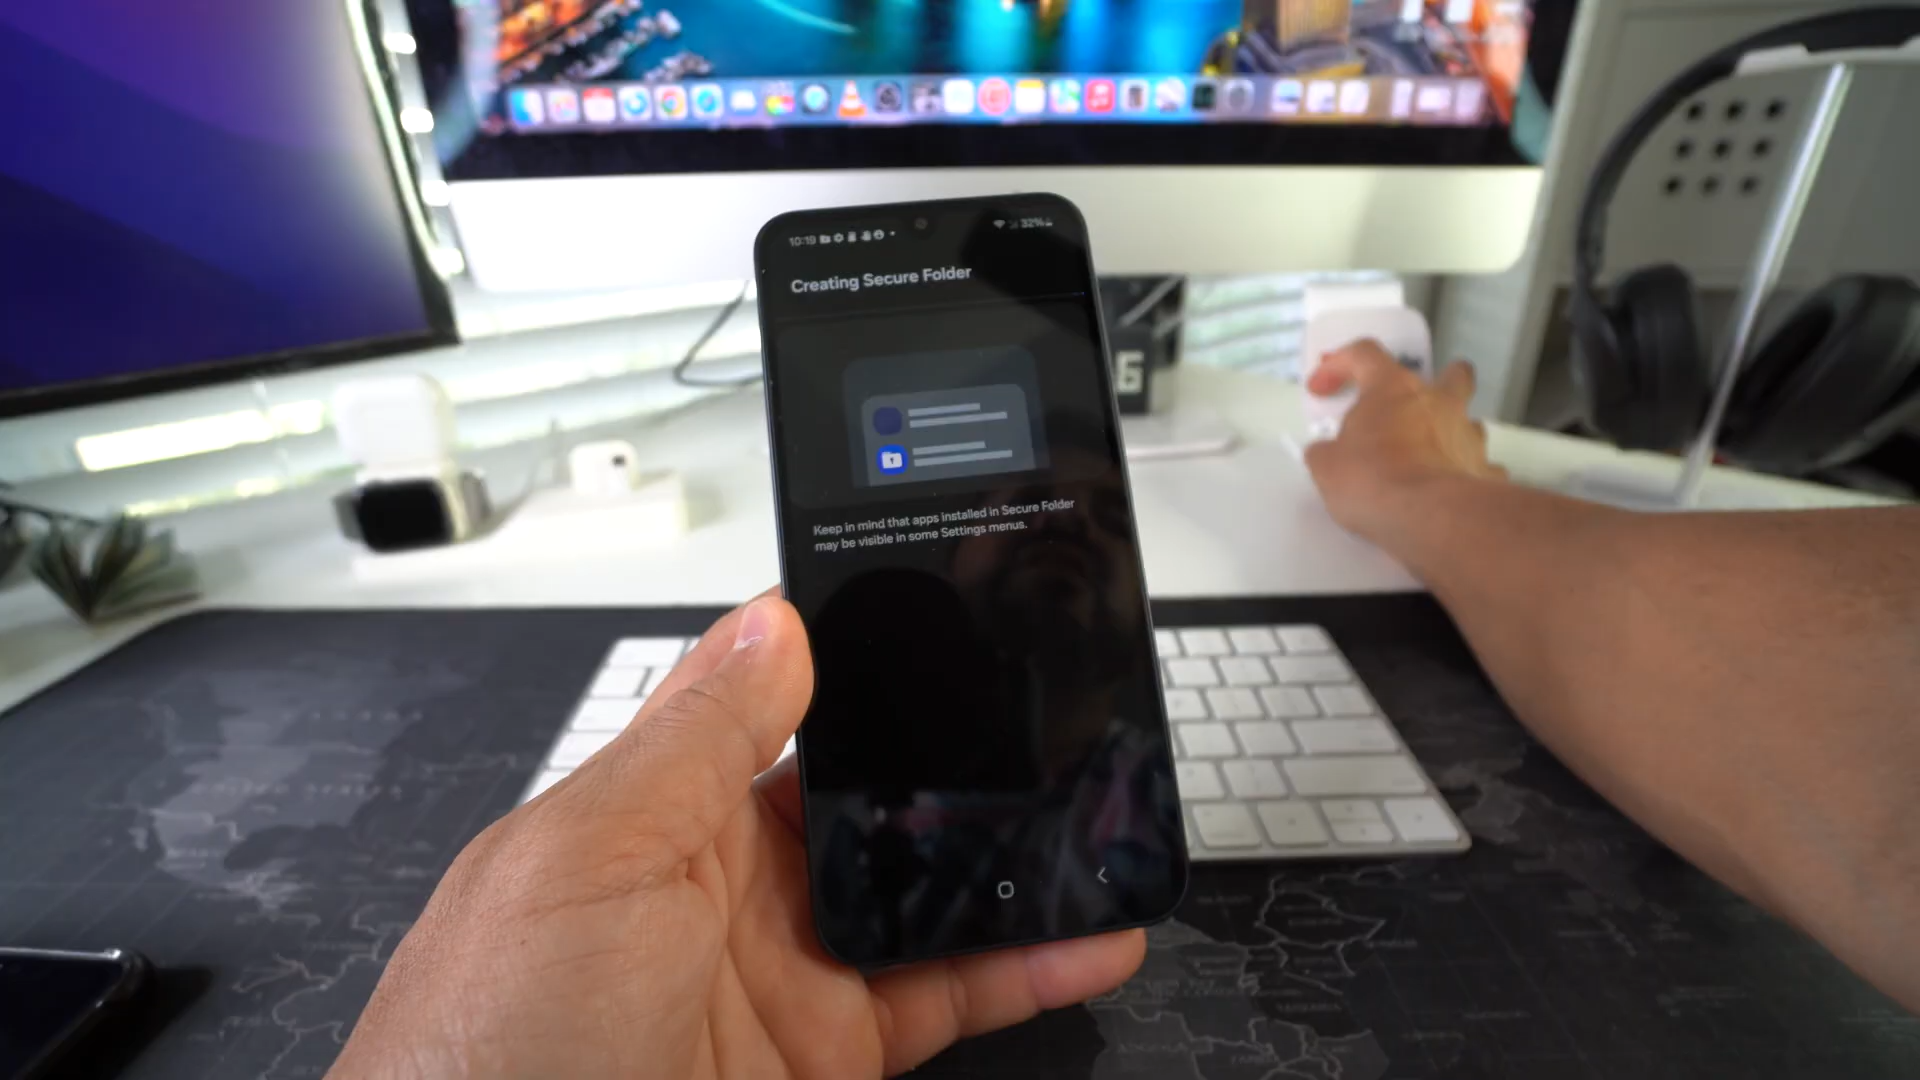 10:19
32%
Creating Secure Folder
Keep in mind that apps installed in Secure Folder
may be visible in some Settings menus.
6